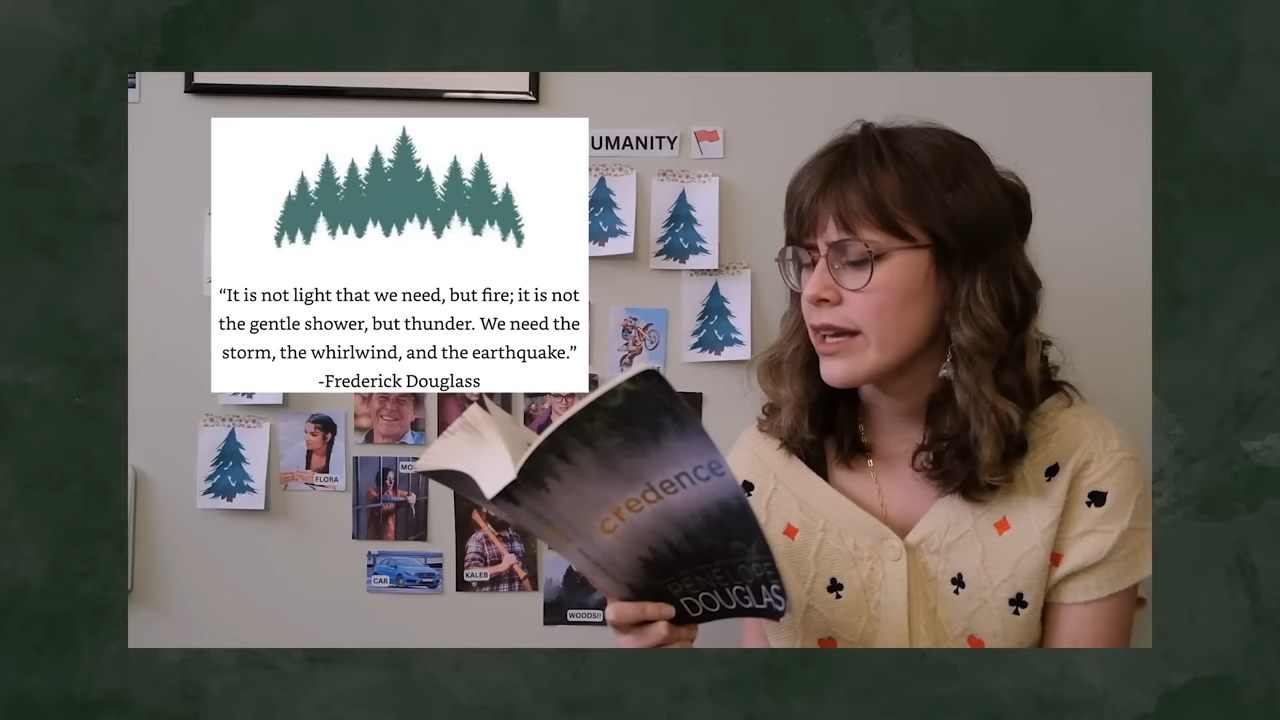 UMANITY
“It is not light that we need, but fire; it is not
the gentle shower, but thunder. We need the
storm, the whirlwind, and the earthquake.”
-Frederick Douglass
FLORA
MO
CAR
KALEB
WOODS!!
credence
PENELOPE
DOUGLAS